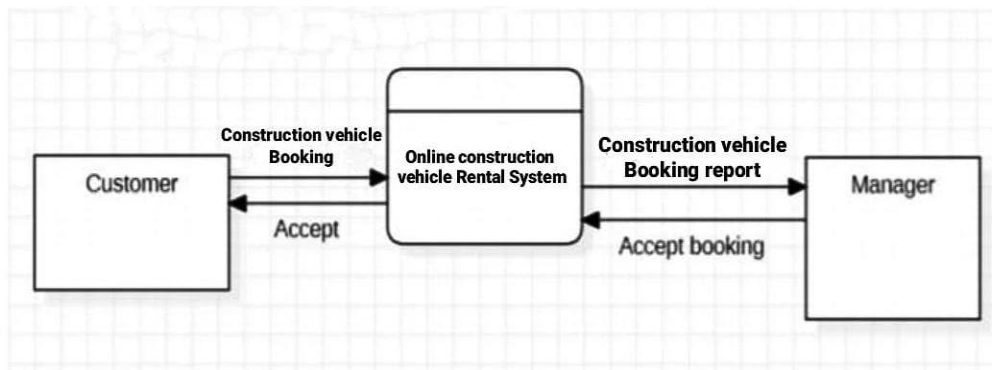 Customer
Construction vehicle
Booking
Accept
Online construction
vehicle Rental System
Construction vehicle
Booking report
Accept booking
Manager